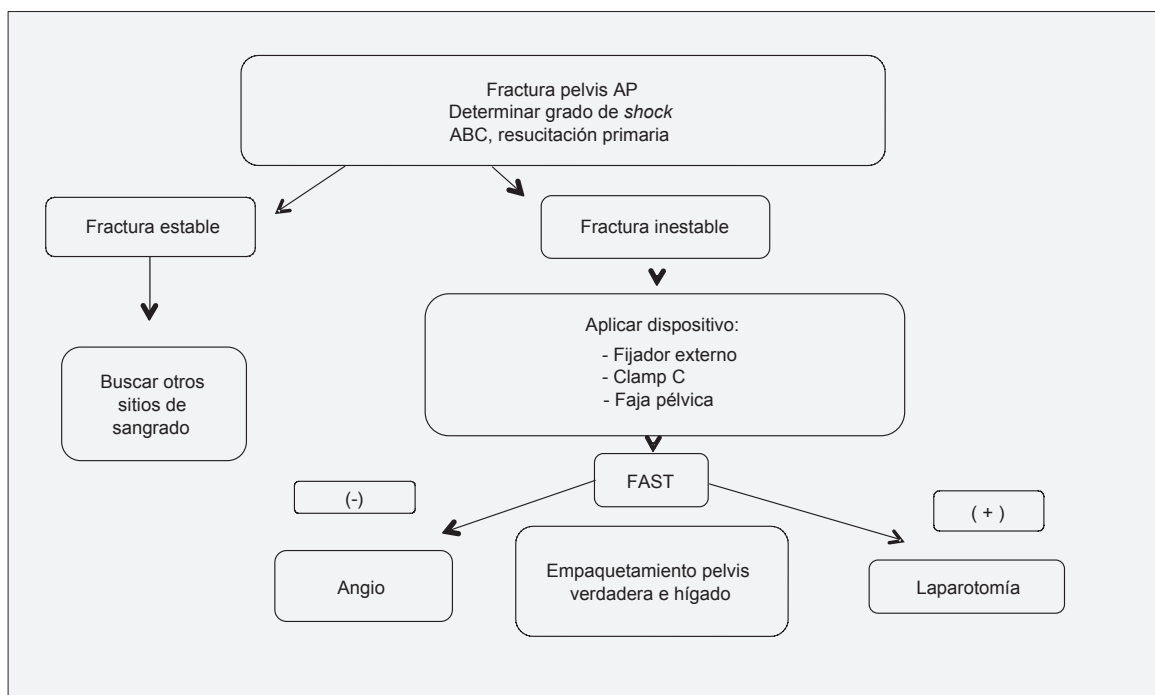 Fractura pelvis AP
Determinar grado de shock
ABC, resucitación primaria
Fractura estable
Fractura inestable
Aplicar dispositivo:
- Fijador externo
- Clamp C
- Faja pélvica
Buscar otros
sitios de
sangrado
FAST
(-)
( + )
Angio
Empaquetamiento pelvis
verdadera e hígado
Laparotomía